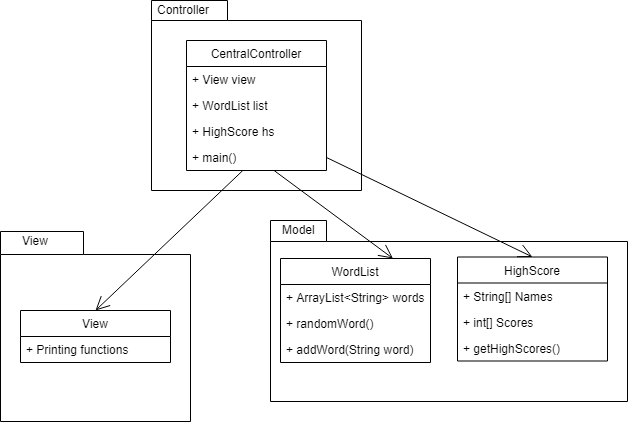 Controller
CentralController
+ View view
+ WordList list
+ HighScore hs
+ main()
View
View
+ Printing functions
Model
WordList
+ ArrayList<String> words
+ randomWord()
+ addWord(String word)
HighScore
+ String[] Names
+ int[] Scores
+ getHighScores()